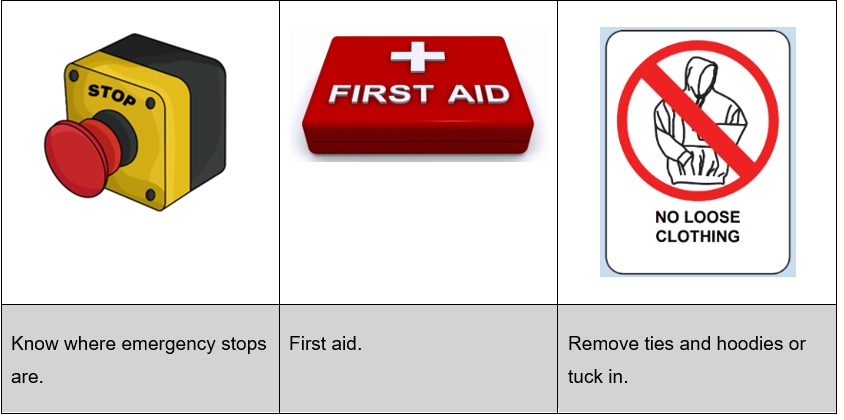 STOP
FIRST AID
NO LOOSE
CLOTHING
Know where emergency stops
are.
First aid.
Remove ties and hoodies or
tuck in.